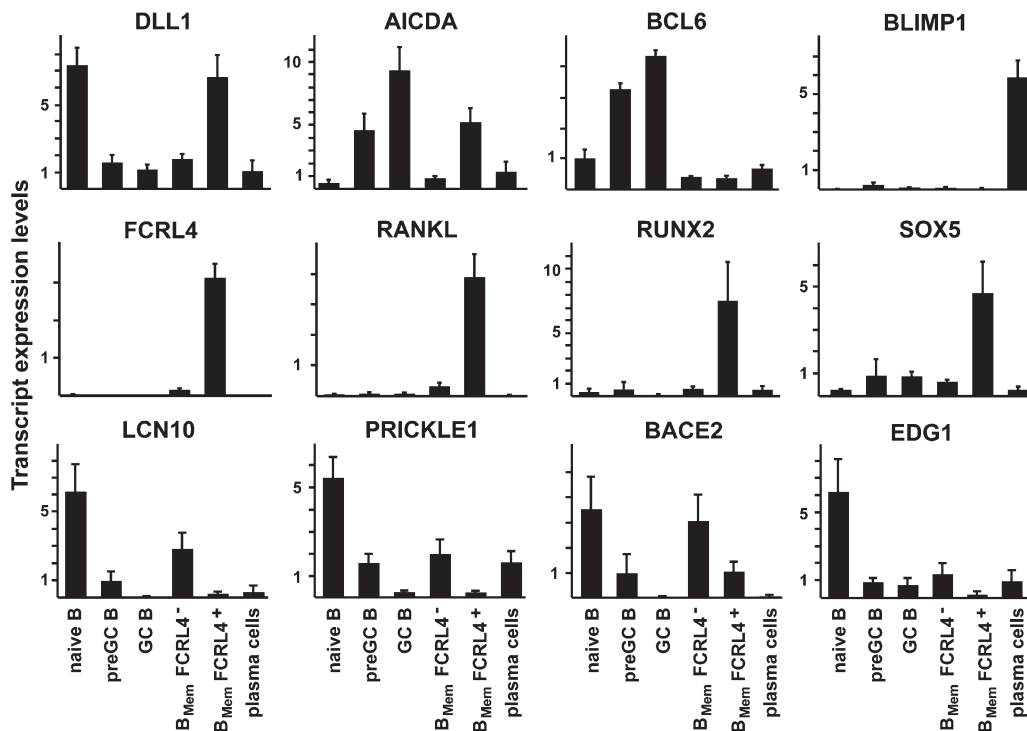 DLL1 AICDA BCL6 BLIMP1
5
1
10
5
1
1
5
1
Transcript expression levels
FCRL4 RANKL RUNX2 SOX5
1
1
10
5
1
5
1
LCN10 PRICKLE1 BACE2 EDG1
5
1
5
1
1
5
1
naive B
preGC B
GC B
BMem FCRL4-
BMem FCRL4+
plasma cells
naive B
preGC B
GC B
BMem FCRL4-
BMem FCRL4+
plasma cells
naive B
preGC B
GC B
BMem FCRL4-
BMem FCRL4+
plasma cells
naive B
preGC B
GC B
BMem FCRL4-
BMem FCRL4+
plasma cells